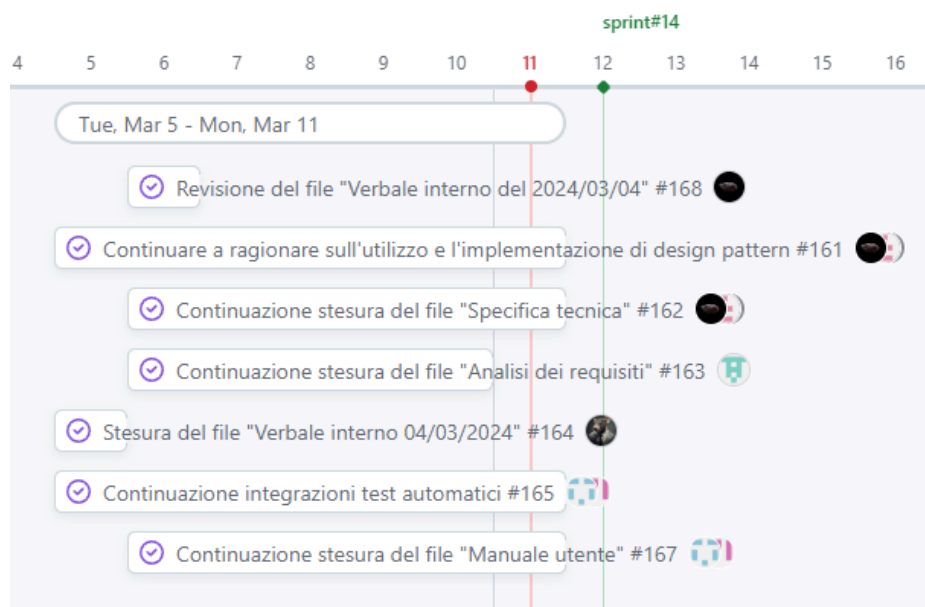 sprint#14
4 5 6 7 8 9 10 11 12 13 14 15 16
Tue, Mar 5 - Mon, Mar 11
Revisione del file "Verbale interno del 2024/03/04" #168
Continuare a ragionare sull'utilizzo e l'implementazione di design pattern #161
Continuazione stesura del file "Specifica tecnica" #162
Continuazione stesura del file "Analisi dei requisiti" #163
Stesura del file "Verbale interno 04/03/2024" #164
Continuazione integrazioni test automatici #165
Continuazione stesura del file "Manuale utente" #167